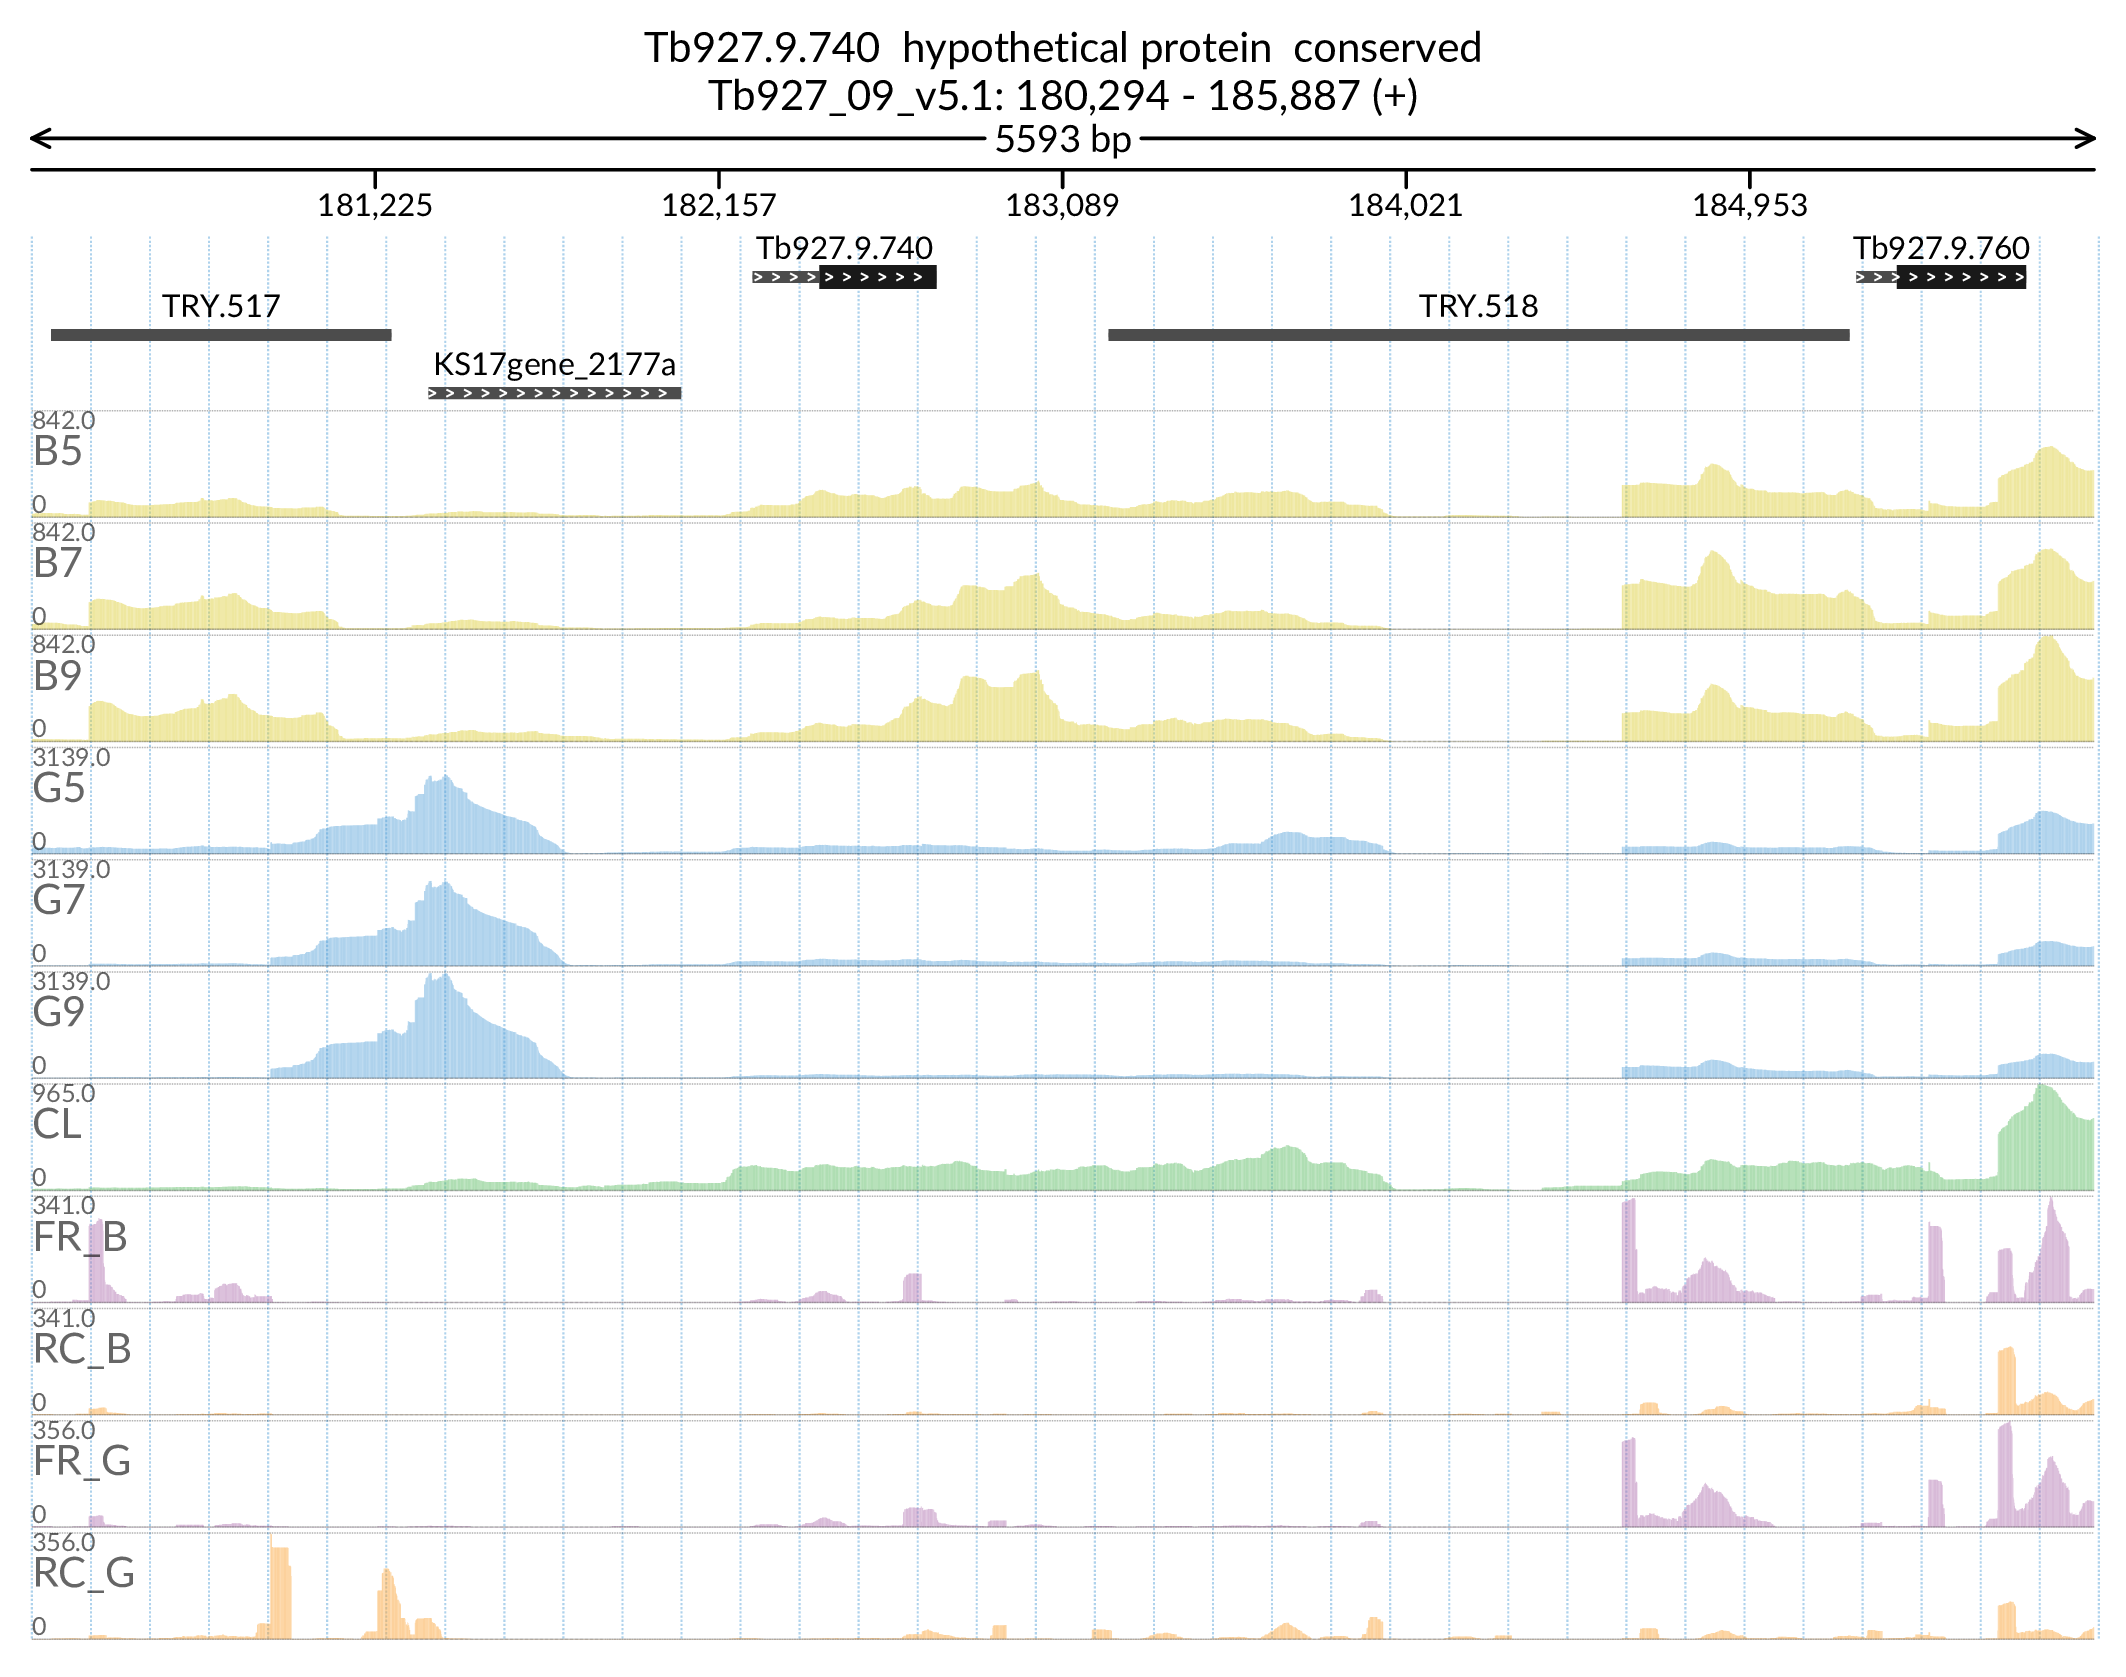 Tb927.9.740 hypothetical protein conserved
Tb927_09_v5.1: 180,294 - 185,887 (+)
5593 bp
181,225 182,157 183,089 184,021 184,953
Tb927.9.740 Tb927.9.760
TRY.517 TRY.518
KS17gene_2177a
842.0
B5
0
842.0
B7
0
842.0
B9
0
3139.0
G5
0
3139.0
G7
0
3139.0
G9
0
965.0
CL
0
341.0
FR_B
0
341.0
RC_B
0
356.0
FR_G
0
356.0
RC_G
0